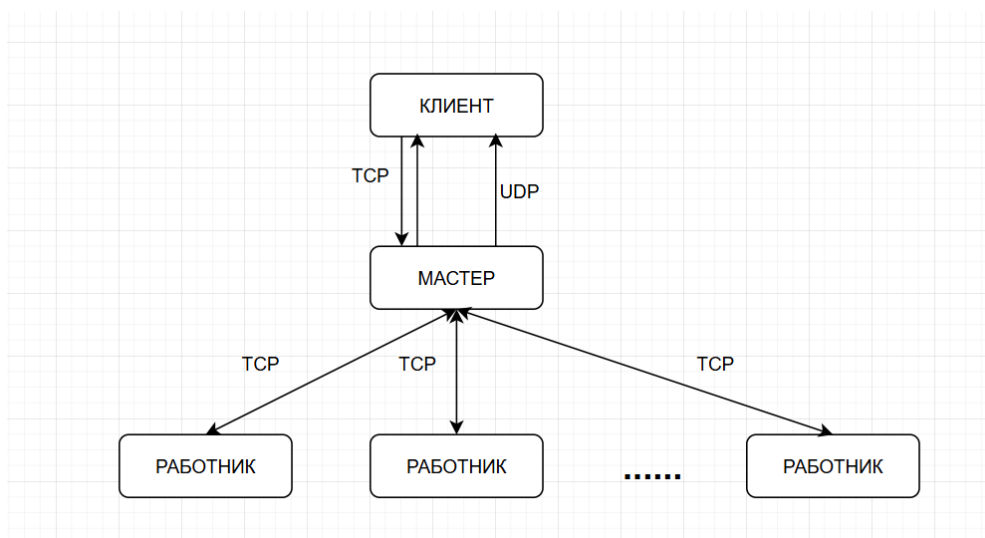 КЛИЕНТ
TCP
UDP
МАСТЕР
TCP
TCP
TCP
РАБОТНИК
РАБОТНИК
......
РАБОТНИК